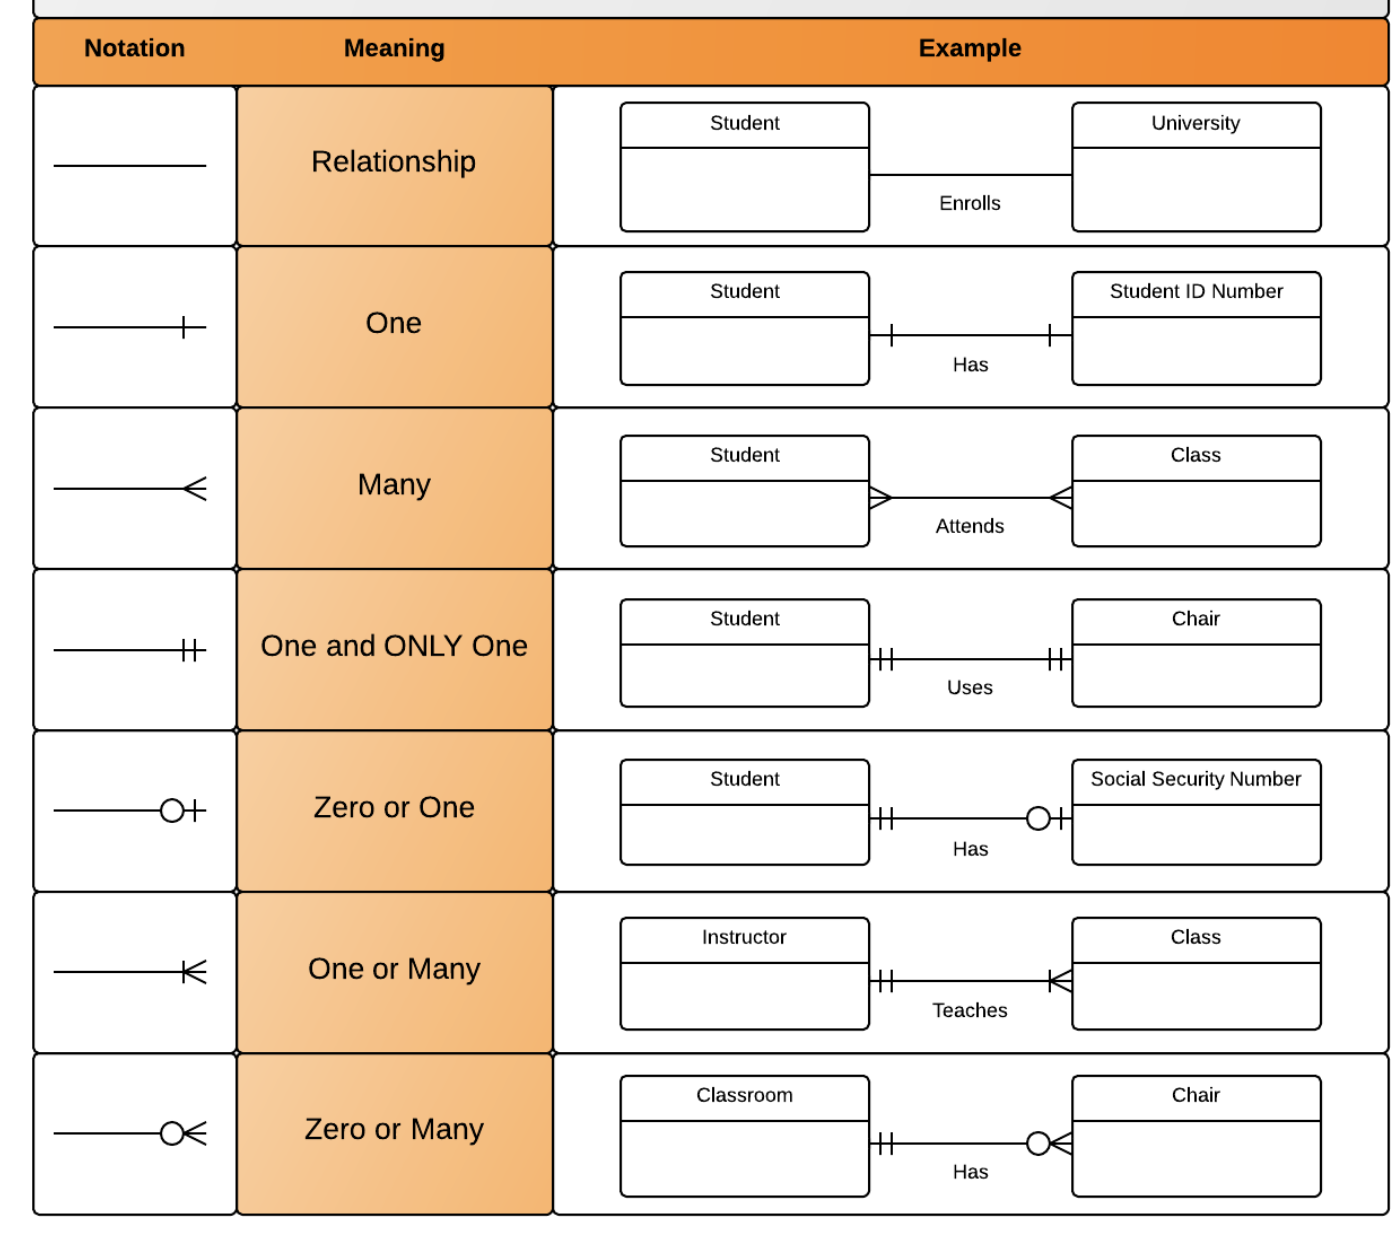 Notation Meaning Example
Relationship
Student University
Enrolls
One
Student Student ID Number
Has
Many
Student Class
Attends
One and ONLY One
Student Chair
Uses
Zero or One
Student Social Security Number
Has
One or Many
Instructor Class
Teaches
Zero or Many
Classroom Chair
Has